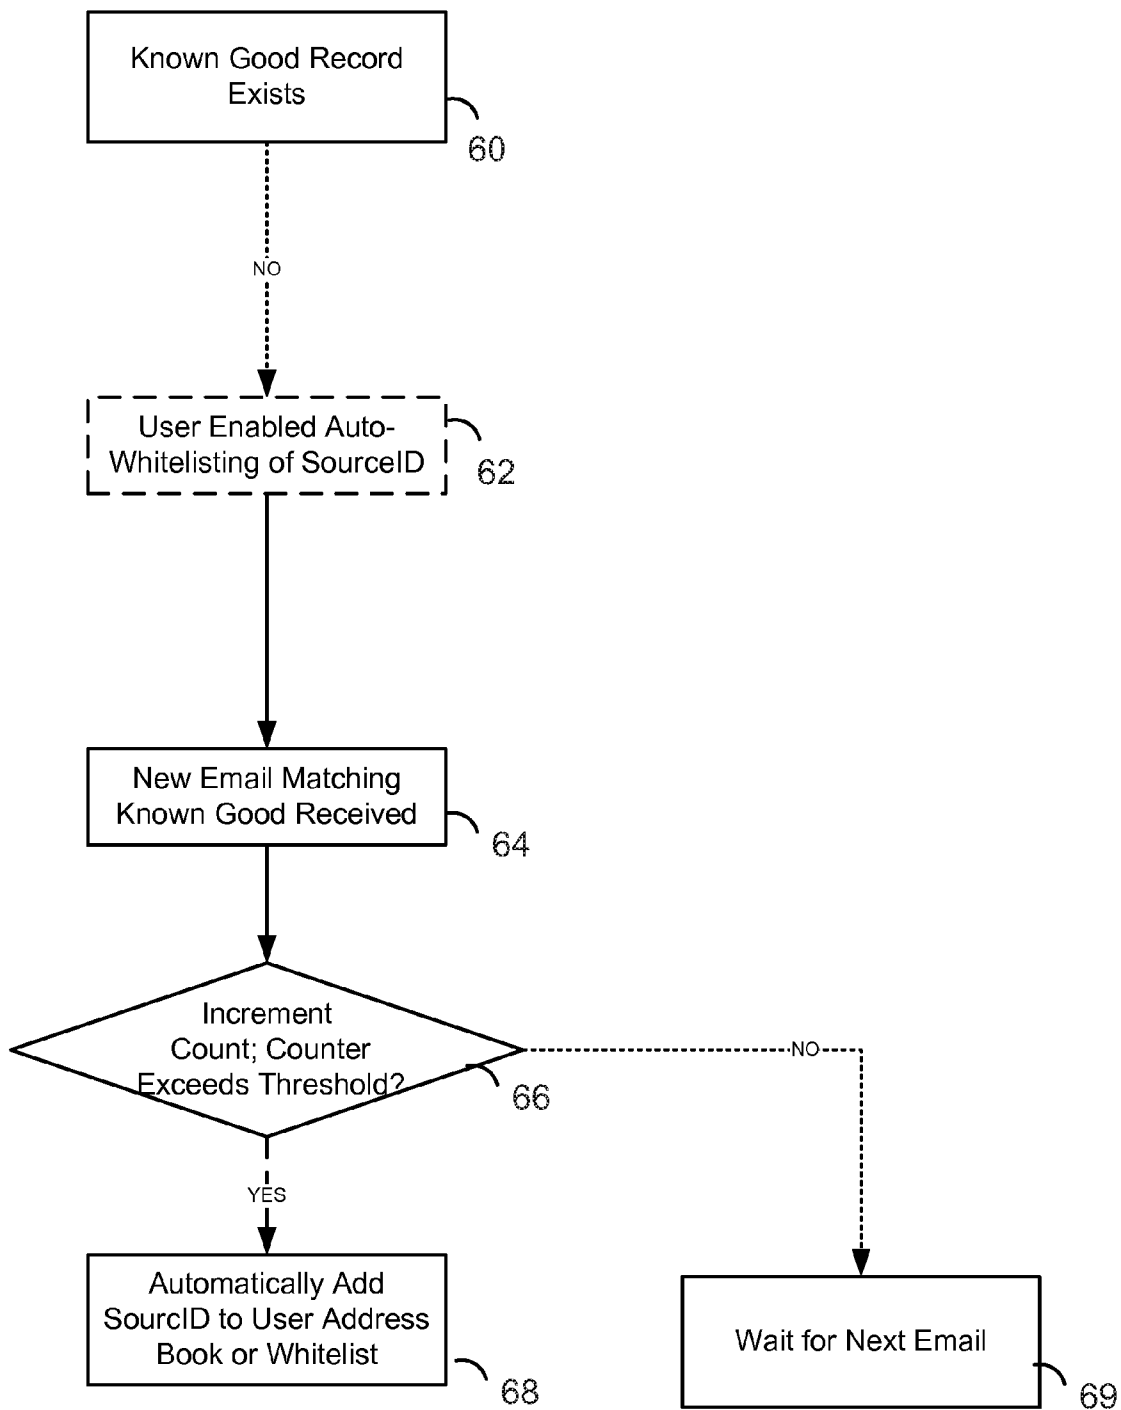 Known Good Record
Exists
60
NO
User Enabled Auto-
Whitelisting of SourceID
62
New Email Matching
Known Good Received
64
Increment
Count; Counter
Exceeds Threshold?
66
NO
YES
Automatically Add
SourcID to User Address
Book or Whitelist
68
Wait for Next Email
69